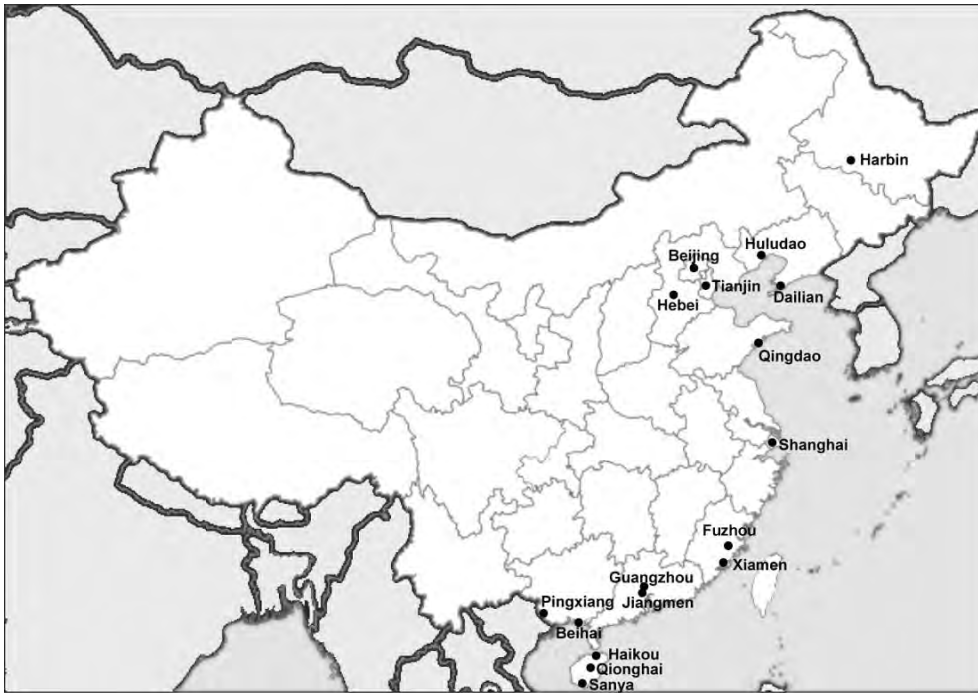 Harbin
Huludao
Beijing
Tianjin
Dailian
Hebei
Qingdao
Shanghai
Fuzhou
Xiamen
Guangzhou
Jiangmen
Pingxiang
Beihai
Haikou
Qionghai
Sanya